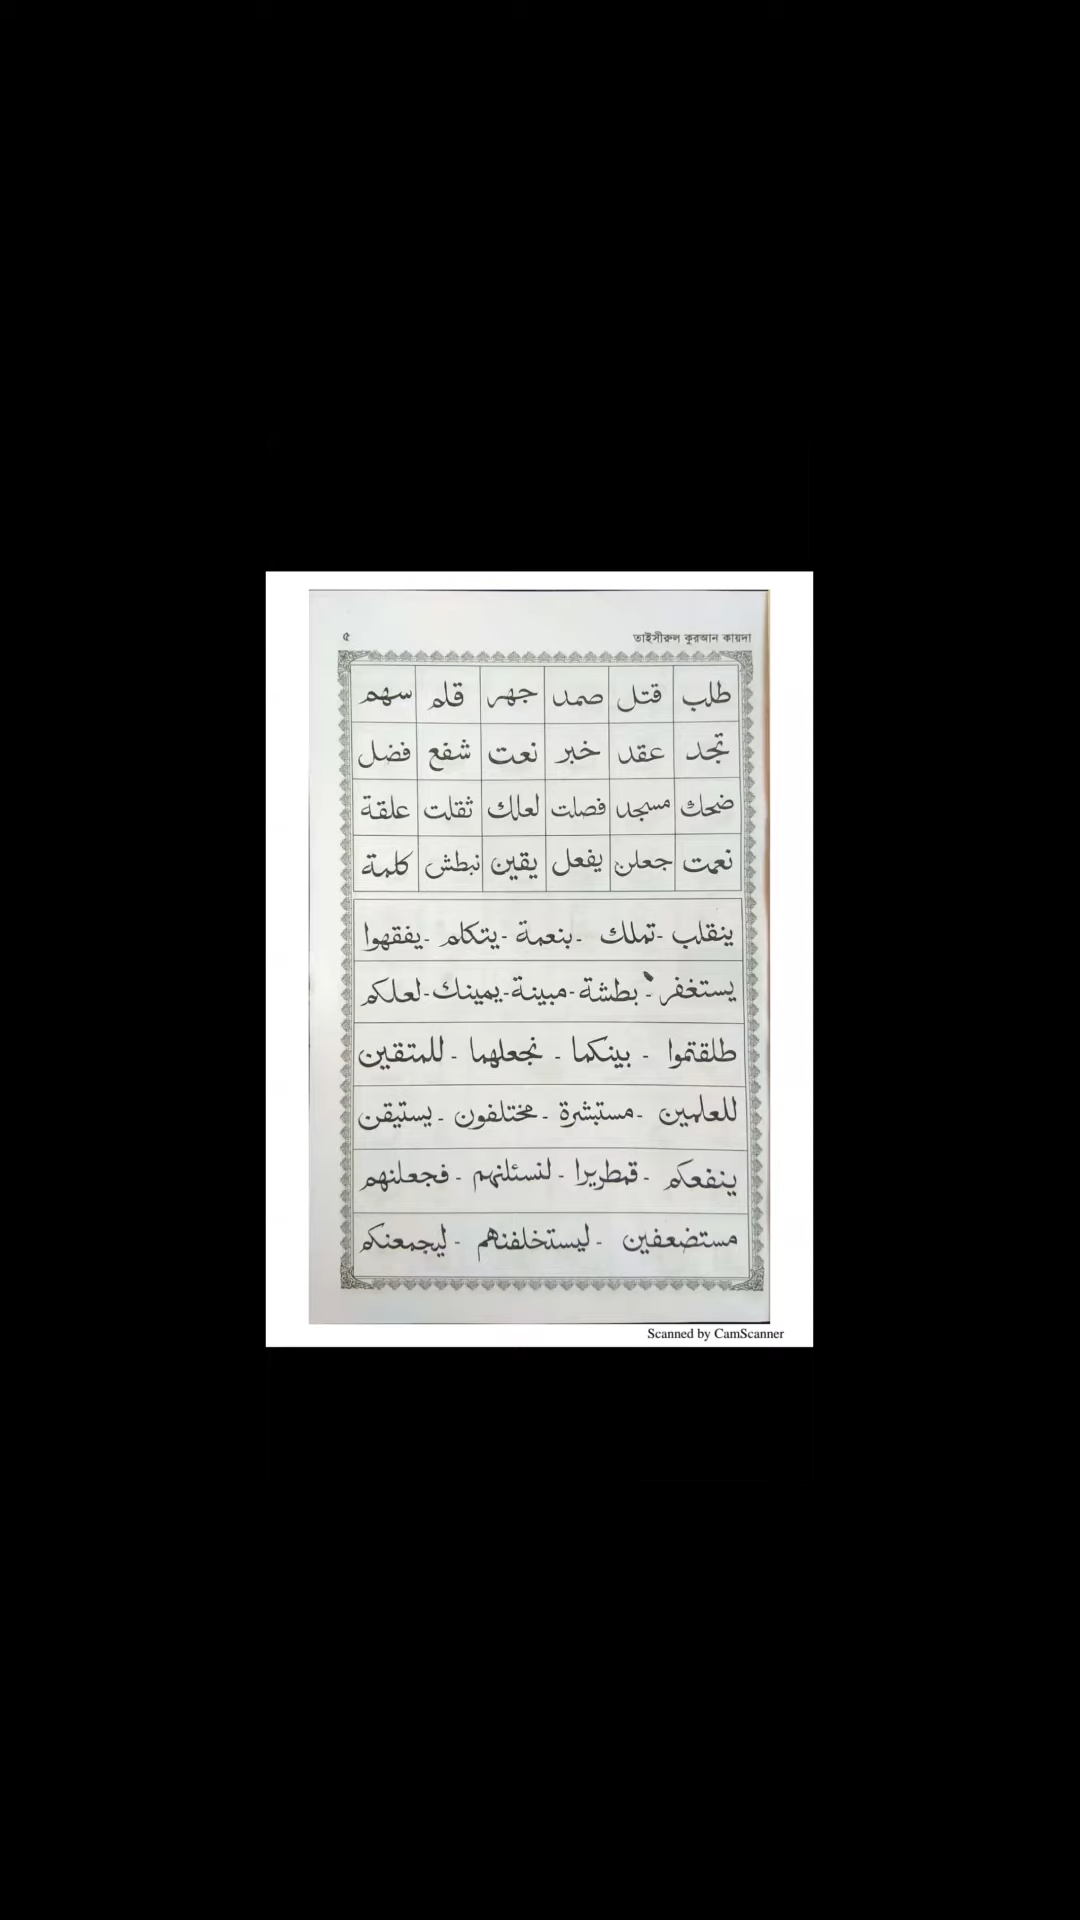 তাইসীরুল কুরআন কায়দা ৫
طلب قتل صمد جهر قلم سهم
تجد عقد خبر نعت شفع فضل
ضحك مسجد فصلت لعلك ثقلت علقة
نعمت جعلن يفعل يقين نبطش كلمة
ينقلب - تملك - بنعمة - يتكلم - يفقهوا
يستغفر - بطشة - مبينة - يمينك - لعلكم
طلقتموا - بينكما - نجعلهما - للمتقين
للعلمين - مستبشرة - مختلفون - يستيقن
ينفعكم - قمطريرا - لنسئلنهم - فجعلنهم
مستضعفين - ليستخلفنهم - ليجمعنكم
Scanned by CamScanner